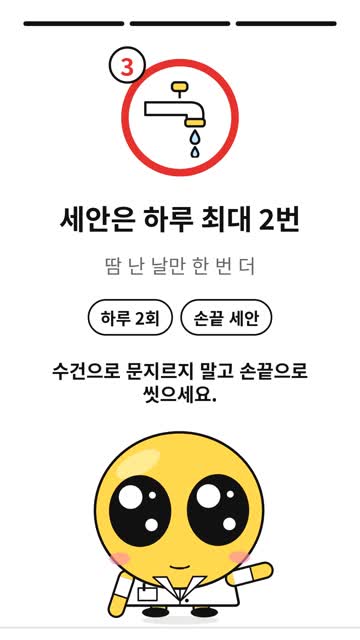 3
세안은 하루 최대 2번
땀 난 날만 한 번 더
하루 2회
손끝 세안
수건으로 문지르지 말고 손끝으로
씻으세요.